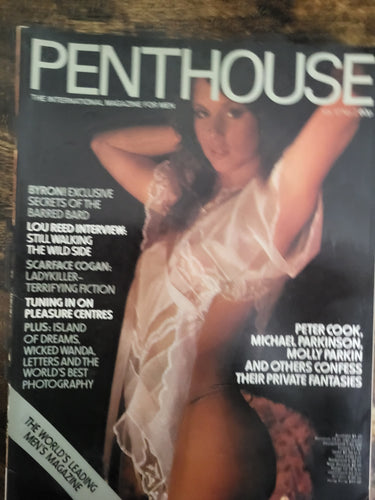 PENTHOUSE
THE INTERNATIONAL MAGAZINE FOR MEN
BYRON! EXCLUSIVE
SECRETS OF THE
BARRED BARD
LOU REED INTERVIEW:
STILL WALKING
THE WILD SIDE
SCARFACE COGAN:
LADYKILLER–
TERRIFYING FICTION
TUNING IN ON
PLEASURE CENTRES
PLUS: ISLAND
OF DREAMS,
WICKED WANDA,
LETTERS AND THE
WORLD'S BEST
PHOTOGRAPHY
PETER COOK,
MICHAEL PARKINSON,
MOLLY PARKIN
AND OTHERS CONFESS
THEIR PRIVATE FANTASIES
THE WORLD'S LEADING
MEN'S MAGAZINE